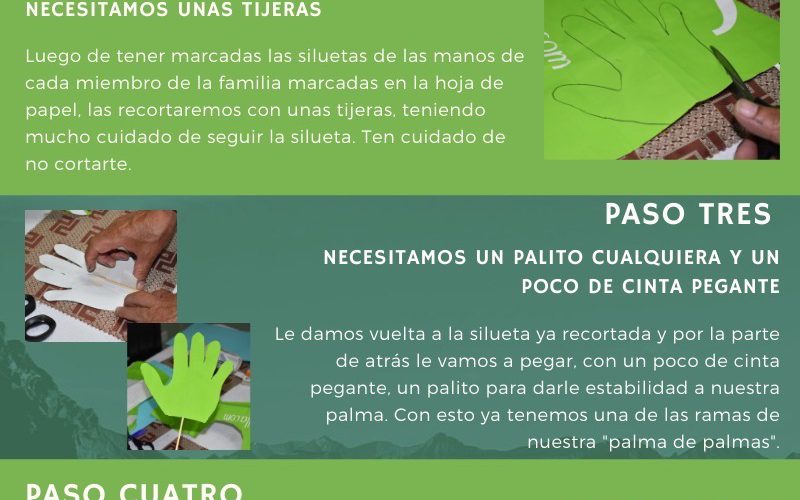 NECESITAMOS UNAS TIJERAS
Luego de tener marcadas las siluetas de las manos de
cada miembro de la familia marcadas en la hoja de
papel, las recortaremos con unas tijeras, teniendo
mucho cuidado de seguir la silueta. Ten cuidado de
no cortarte.
PASO TRES
NECESITAMOS UN PALITO CUALQUIERA Y UN
POCO DE CINTA PEGANTE
Le damos vuelta a la silueta ya recortada y por la parte
de atrás le vamos a pegar, con un poco de cinta
pegante, un palito para darle estabilidad a nuestra
palma. Con esto ya tenemos una de las ramas de
nuestra "palma de palmas".
PASO CUATRO